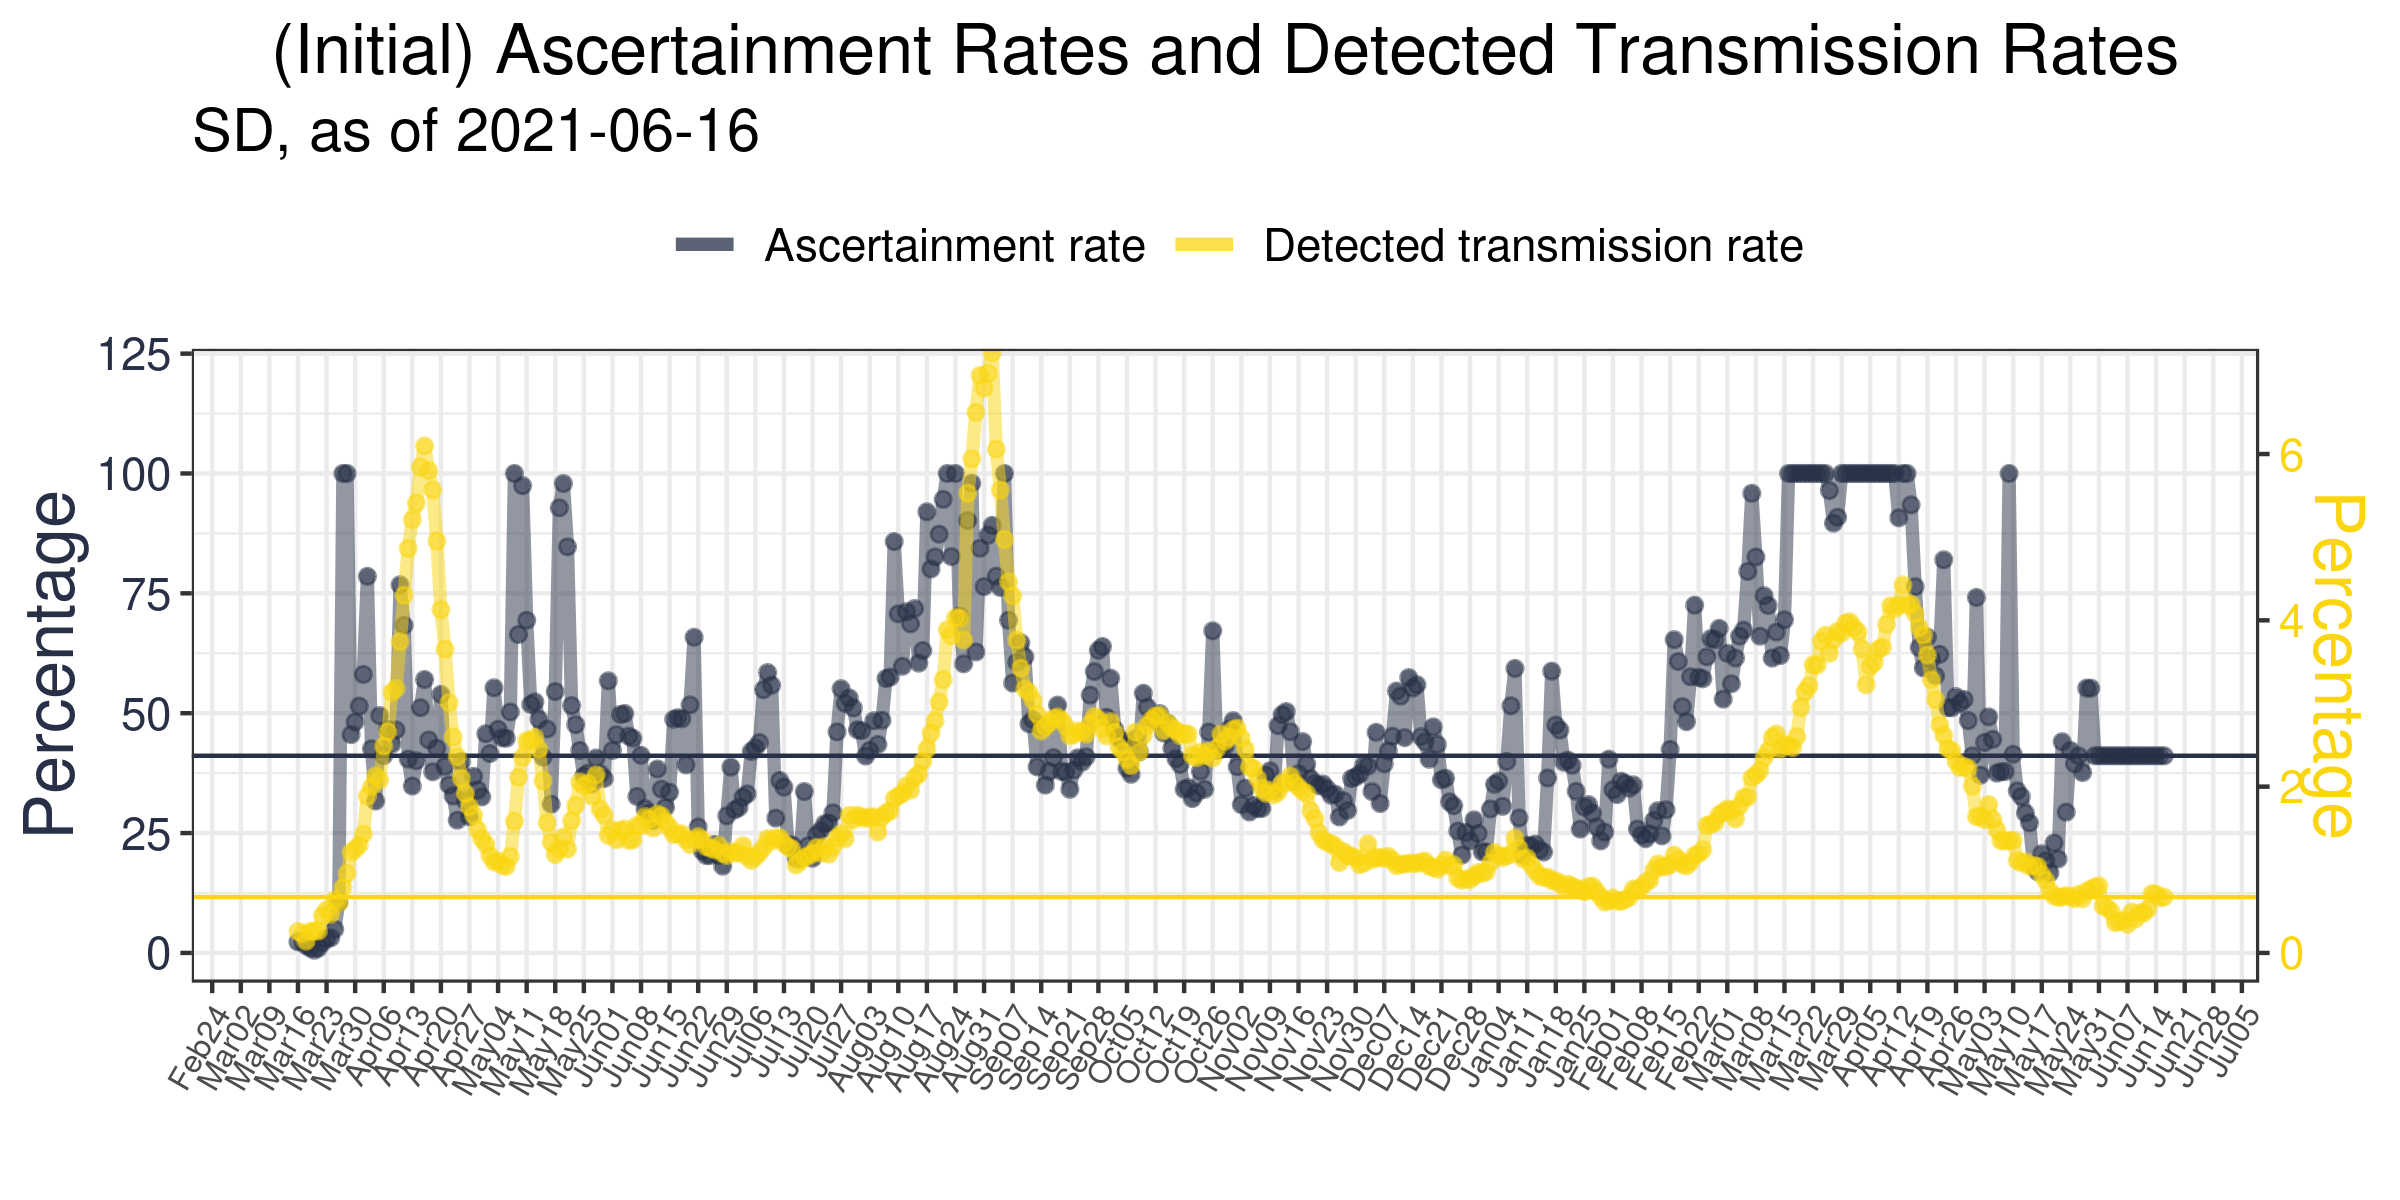 (Initial) Ascertainment Rates and Detected Transmission Rates
SD, as of 2021-06-16
Ascertainment rate Detected transmission rate
Percentage
125
100
75
50
25
0
6
4
2
0
Percentage
Feb24 Mar02 Mar09 Mar16 Mar23 Mar30 Apr06 Apr13 Apr20 Apr27 May04 May11 May18 May25 Jun01 Jun08 Jun15 Jun22 Jun29 Jul06 Jul13 Jul20 Jul27 Aug03 Aug10 Aug17 Aug24 Aug31 Sep07 Sep14 Sep21 Sep28 Oct05 Oct12 Oct19 Oct26 Nov02 Nov09 Nov16 Nov23 Nov30 Dec07 Dec14 Dec21 Dec28 Jan04 Jan11 Jan18 Jan25 Feb01 Feb08 Feb15 Feb22 Mar01 Mar08 Mar15 Mar22 Mar29 Apr05 Apr12 Apr19 Apr26 May03 May10 May17 May24 May31 Jun07 Jun14 Jun21 Jun28 Jul05